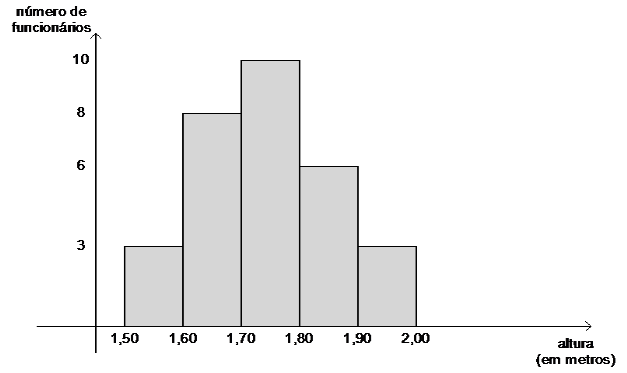 número de
funcionários
10
8
6
3
1,50 1,60 1,70 1,80 1,90 2,00
altura
(em metros)